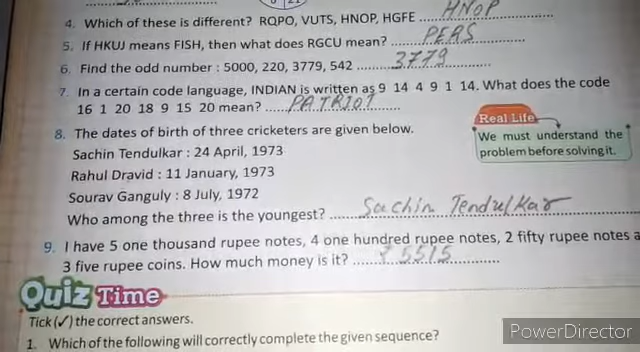 4. Which of these is different? RQPO, VUTS, HNOP, HGFE ........ HNOP
5. If HKUJ means FISH, then what does RGCU mean? ........ PEAS
6. Find the odd number : 5000, 220, 3779, 542 ........ 3779
7. In a certain code language, INDIAN is written as 9 14 4 9 1 14. What does the code
16 1 20 18 9 15 20 mean? ........ PATRIOT
Real Life
8. The dates of birth of three cricketers are given below.
We must understand the
problem before solving it.
Sachin Tendulkar : 24 April, 1973
Rahul Dravid : 11 January, 1973
Sourav Ganguly : 8 July, 1972
Who among the three is the youngest? ........ Sachin Tendulkar
9. I have 5 one thousand rupee notes, 4 one hundred rupee notes, 2 fifty rupee notes a
3 five rupee coins. How much money is it? ........ ₹ 5515
Quiz Time
Tick (✓) the correct answers.
1. Which of the following will correctly complete the given sequence?
PowerDirector